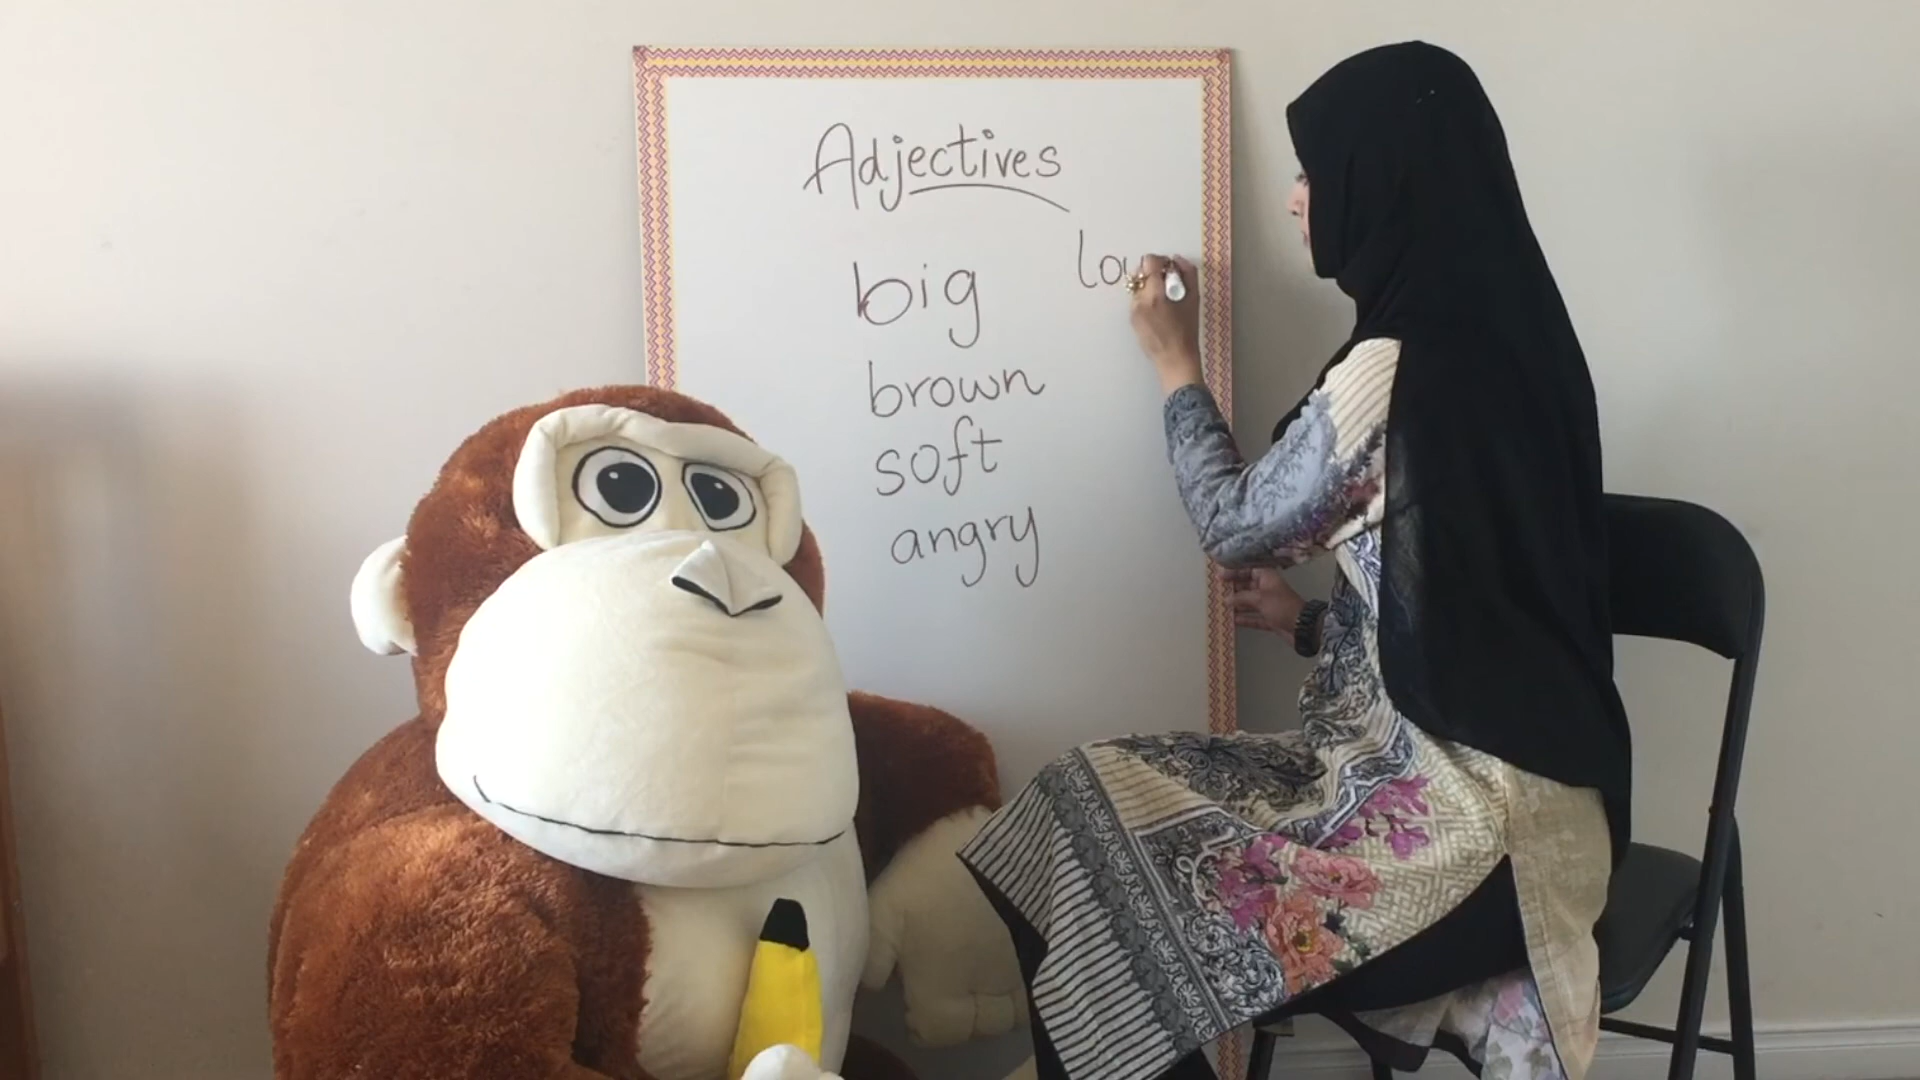 Adjectives
big
brown
soft
angry